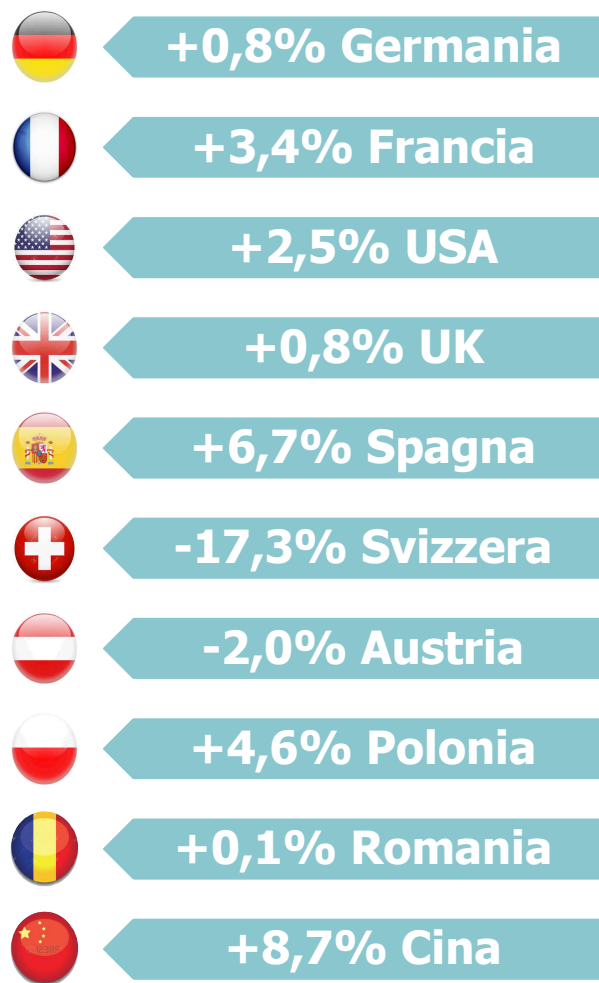 +0,8% Germania
+3,4% Francia
+2,5% USA
+0,8% UK
+6,7% Spagna
-17,3% Svizzera
-2,0% Austria
+4,6% Polonia
+0,1% Romania
+8,7% Cina